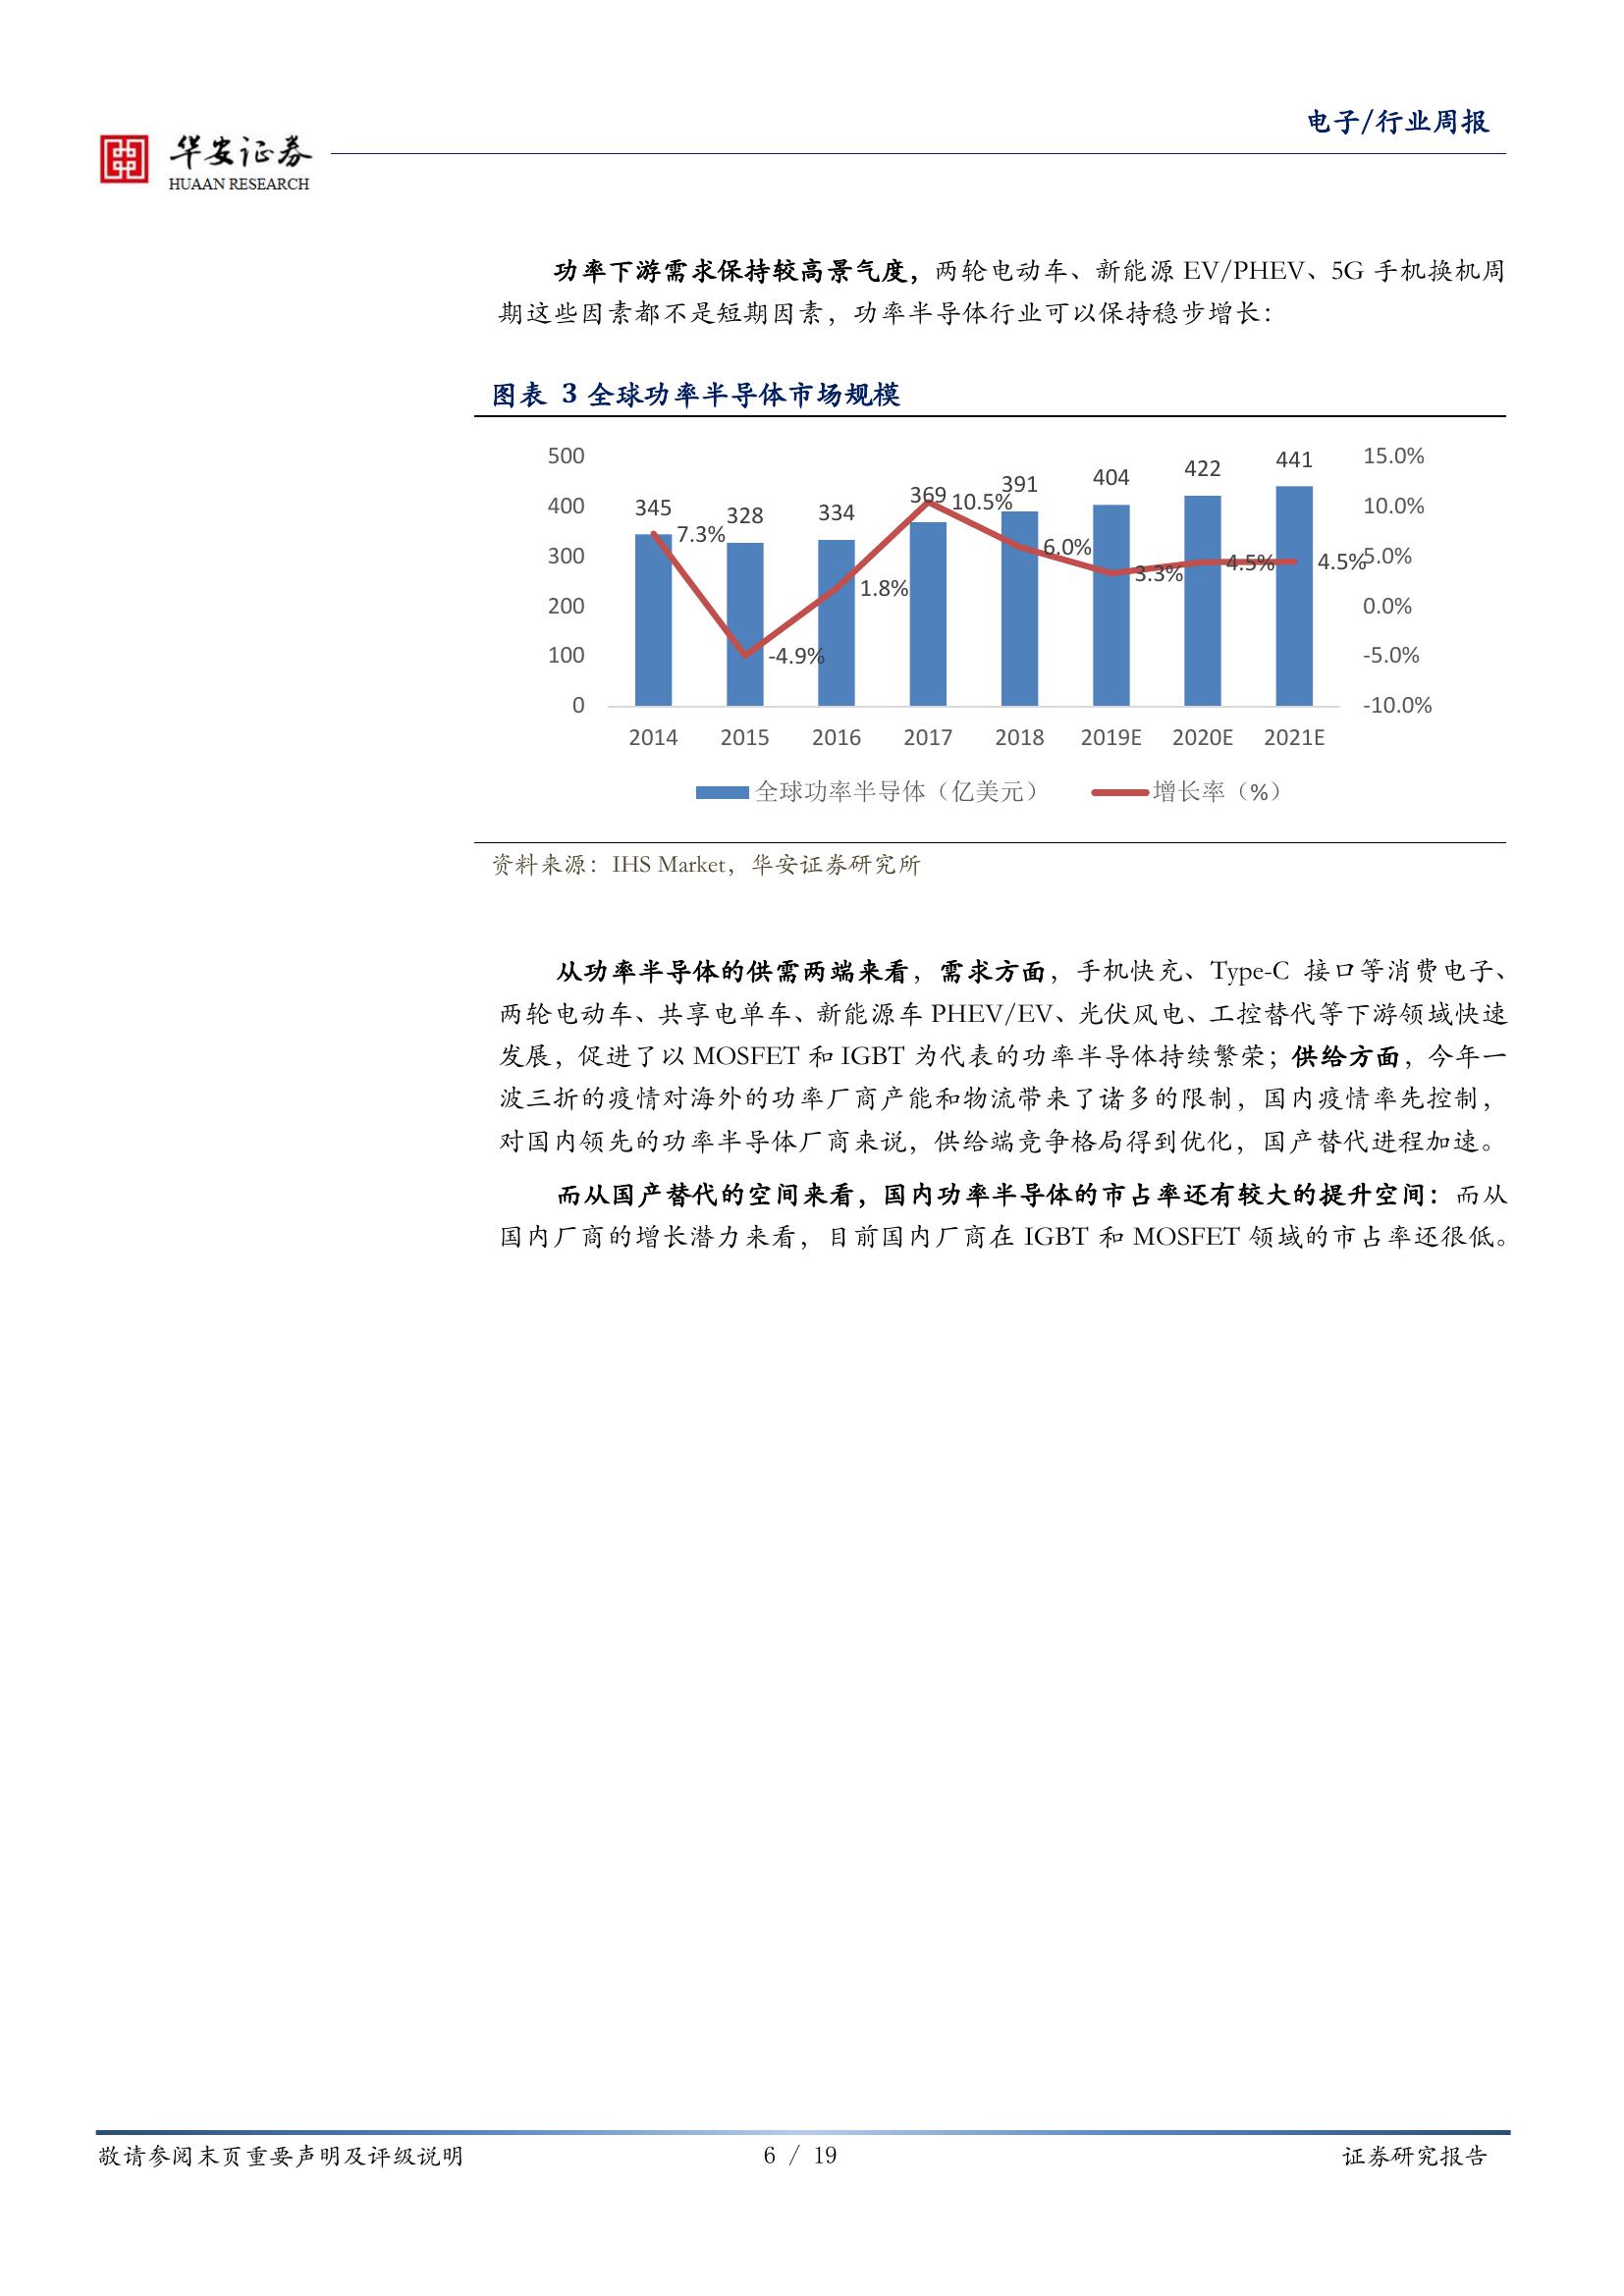 电子/行业周报
华安证券
HUAAN RESEARCH
功率下游需求保持较高景气度，两轮电动车、新能源 EV/PHEV、5G 手机换机周
期这些因素都不是短期因素，功率半导体行业可以保持稳步增长：
图表 3 全球功率半导体市场规模
500
400
300
200
100
0
345
328
334
369
391
404
422
441
7.3%
-4.9%
1.8%
10.5%
6.0%
3.3%
4.5%
4.5%
15.0%
10.0%
5.0%
0.0%
-5.0%
-10.0%
2014 2015 2016 2017 2018 2019E 2020E 2021E
全球功率半导体（亿美元） 增长率（%）
资料来源：IHS Market，华安证券研究所
从功率半导体的供需两端来看，需求方面，手机快充、Type-C 接口等消费电子、
两轮电动车、共享电单车、新能源车 PHEV/EV、光伏风电、工控替代等下游领域快速
发展，促进了以 MOSFET 和 IGBT 为代表的功率半导体持续繁荣；供给方面，今年一
波三折的疫情对海外的功率厂商产能和物流带来了诸多的限制，国内疫情率先控制，
对国内领先的功率半导体厂商来说，供给端竞争格局得到优化，国产替代进程加速。
而从国产替代的空间来看，国内功率半导体的市占率还有较大的提升空间：而从
国内厂商的增长潜力来看，目前国内厂商在 IGBT 和 MOSFET 领域的市占率还很低。
敬请参阅末页重要声明及评级说明
6 / 19
证券研究报告